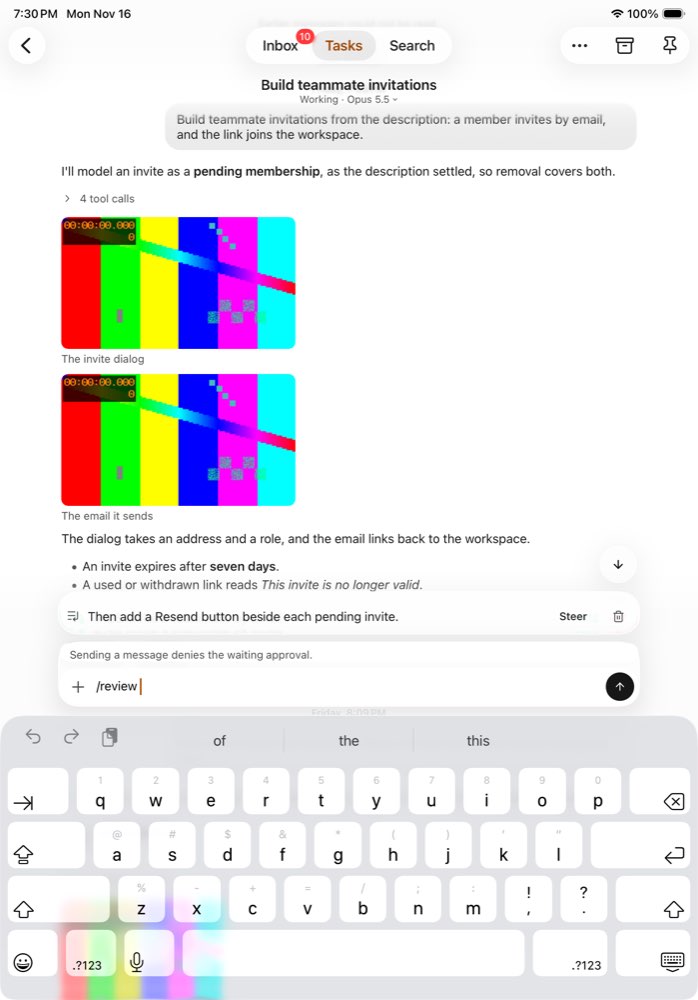 7:30 PM Mon Nov 16
100%
Inbox 10 Tasks Search
Build teammate invitations
Working · Opus 5.5
Build teammate invitations from the description: a member invites by email,
and the link joins the workspace.
I'll model an invite as a pending membership, as the description settled, so removal covers both.
4 tool calls
00:00:00.000
0
The invite dialog
00:00:00.000
0
The email it sends
The dialog takes an address and a role, and the email links back to the workspace.
• An invite expires after seven days.
• A used or withdrawn link reads This invite is no longer valid.
Then add a Resend button beside each pending invite. Steer
Sending a message denies the waiting approval.
/review
Friday, 8:09 PM
of the this
1 2 3 4 5 6 7 8 9 0
q w e r t y u i o p
@ # $ & * ( ) ' "
a s d f g h j k l
% - + = / ; : ! ?
z x c v b n m , .
.?123 .?123